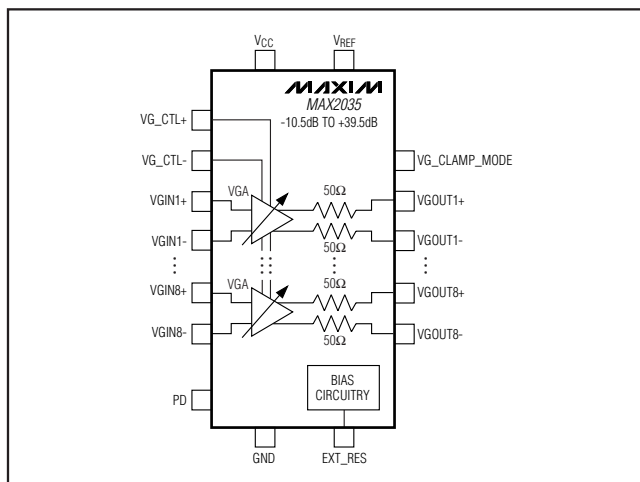 VCC VREF
MAXIM
MAX2035
-10.5dB TO +39.5dB
VG_CTL+
VG_CTL-
VG_CLAMP_MODE
VGIN1+ VGA 50Ω VGOUT1+
VGIN1- 50Ω VGOUT1-
VGIN8+ VGA 50Ω VGOUT8+
VGIN8- 50Ω VGOUT8-
PD
BIAS
CIRCUITRY
GND EXT_RES